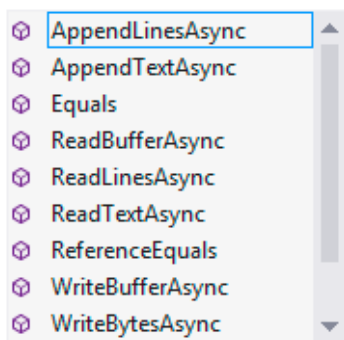 AppendLinesAsync
AppendTextAsync
Equals
ReadBufferAsync
ReadLinesAsync
ReadTextAsync
ReferenceEquals
WriteBufferAsync
WriteBytesAsync